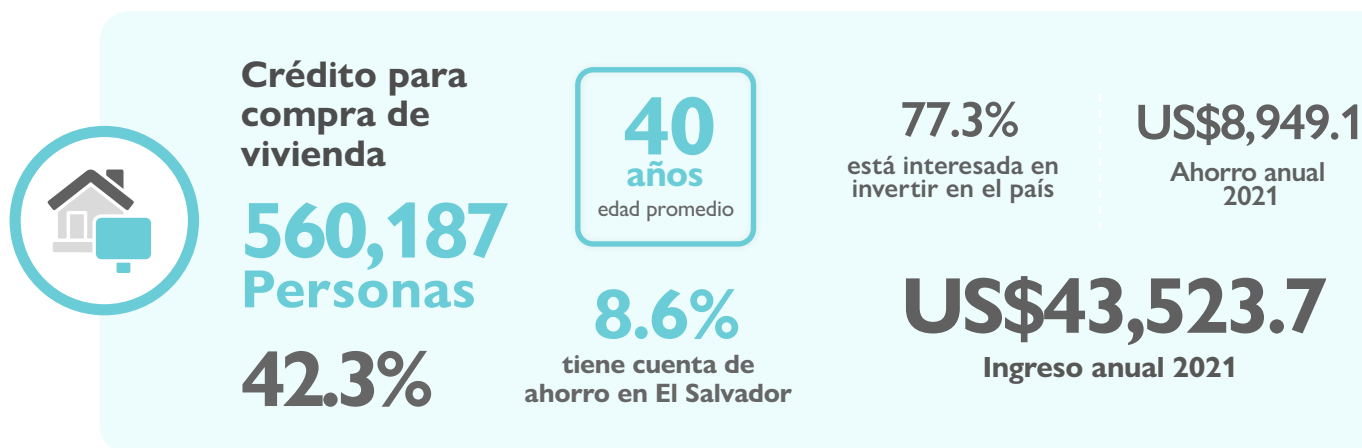 Crédito para
compra de
vivienda
560,187
Personas
42.3%
40
años
edad promedio
8.6%
tiene cuenta de
ahorro en El Salvador
77.3%
está interesada en
invertir en el país
US$8,949.1
Ahorro anual
2021
US$43,523.7
Ingreso anual 2021